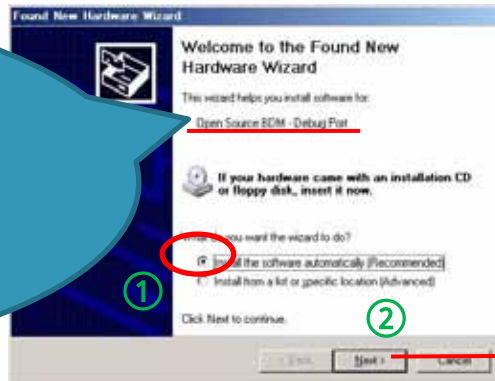 Found New Hardware Wizard
Welcome to the Found New
Hardware Wizard
This wizard helps you install software for:
Open Source BDM - Debug Port
If your hardware came with an installation CD
or floppy disk, insert it now.
What do you want the wizard to do?
Install the software automatically (Recommended)
Install from a list or specific location (Advanced)
①
Click Next to continue.
②
< Back
Next >
Cancel